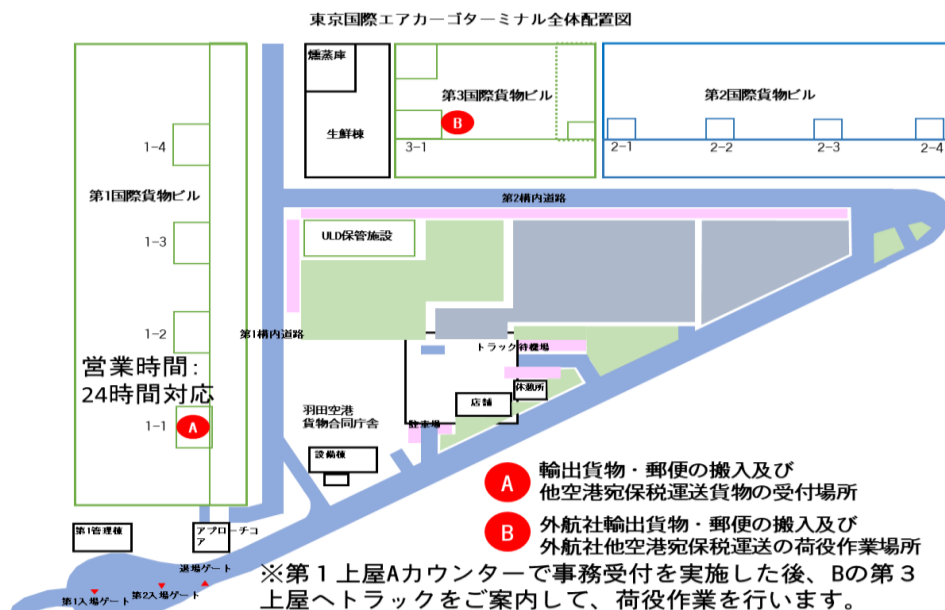 東京国際エアカーゴターミナル全体配置図
燻蒸庫
第3国際貨物ビル
第2国際貨物ビル
B
生鮮棟
3-1
2-1
2-2
2-3
2-4
1-4
第1国際貨物ビル
第2構内道路
ULD保管施設
1-3
1-2
第1構内道路
トラック待機場
営業時間:
24時間対応
休憩所
店舗
羽田空港
貨物合同庁舎
駐車場
1-1
A
設備棟
A
輸出貨物・郵便の搬入及び
他空港宛保税運送貨物の受付場所
B
外航社輸出貨物・郵便の搬入及び
外航社他空港宛保税運送の荷役作業場所
第1管理棟
アプローチコ
ア
退場ゲート
第1入場ゲート
第2入場ゲート
※第１上屋Aカウンターで事務受付を実施した後、Bの第３
上屋へトラックをご案内して、荷役作業を行います。